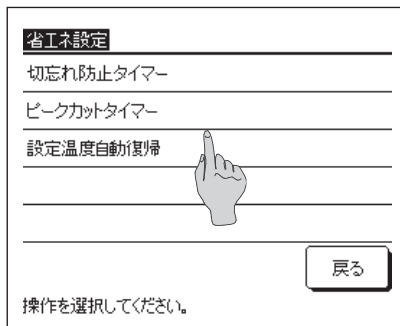 省エネ設定
切忘れ防止タイマー
ピークカットタイマー
設定温度自動復帰
戻る
操作を選択してください。